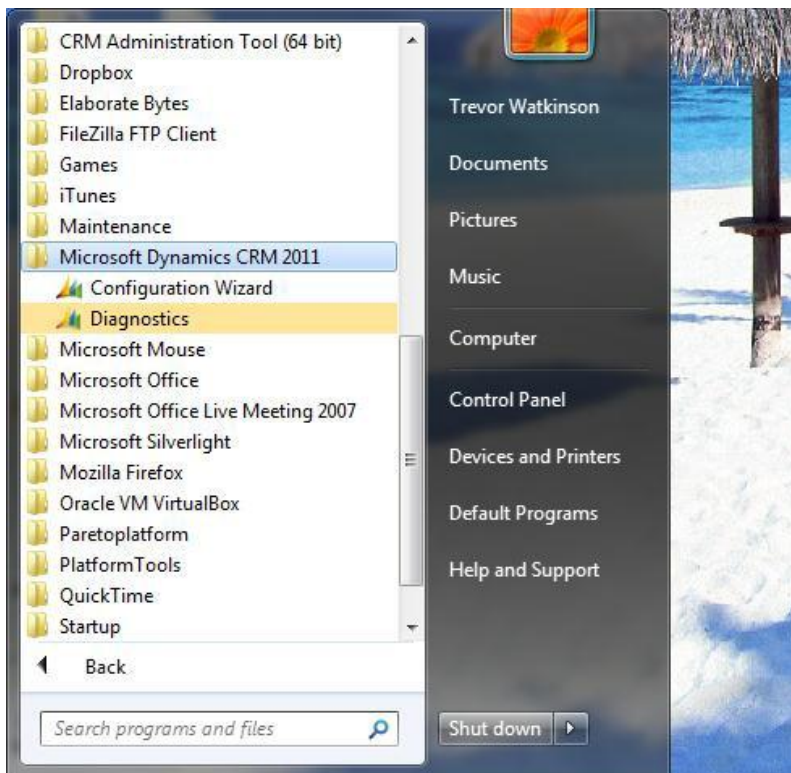 CRM Administration Tool (64 bit)
Dropbox
Elaborate Bytes
FileZilla FTP Client
Games
iTunes
Maintenance
Microsoft Dynamics CRM 2011
Configuration Wizard
Diagnostics
Microsoft Mouse
Microsoft Office
Microsoft Office Live Meeting 2007
Microsoft Silverlight
Mozilla Firefox
Oracle VM VirtualBox
Paretoplatform
PlatformTools
QuickTime
Startup
Back
Search programs and files
Trevor Watkinson
Documents
Pictures
Music
Computer
Control Panel
Devices and Printers
Default Programs
Help and Support
Shut down